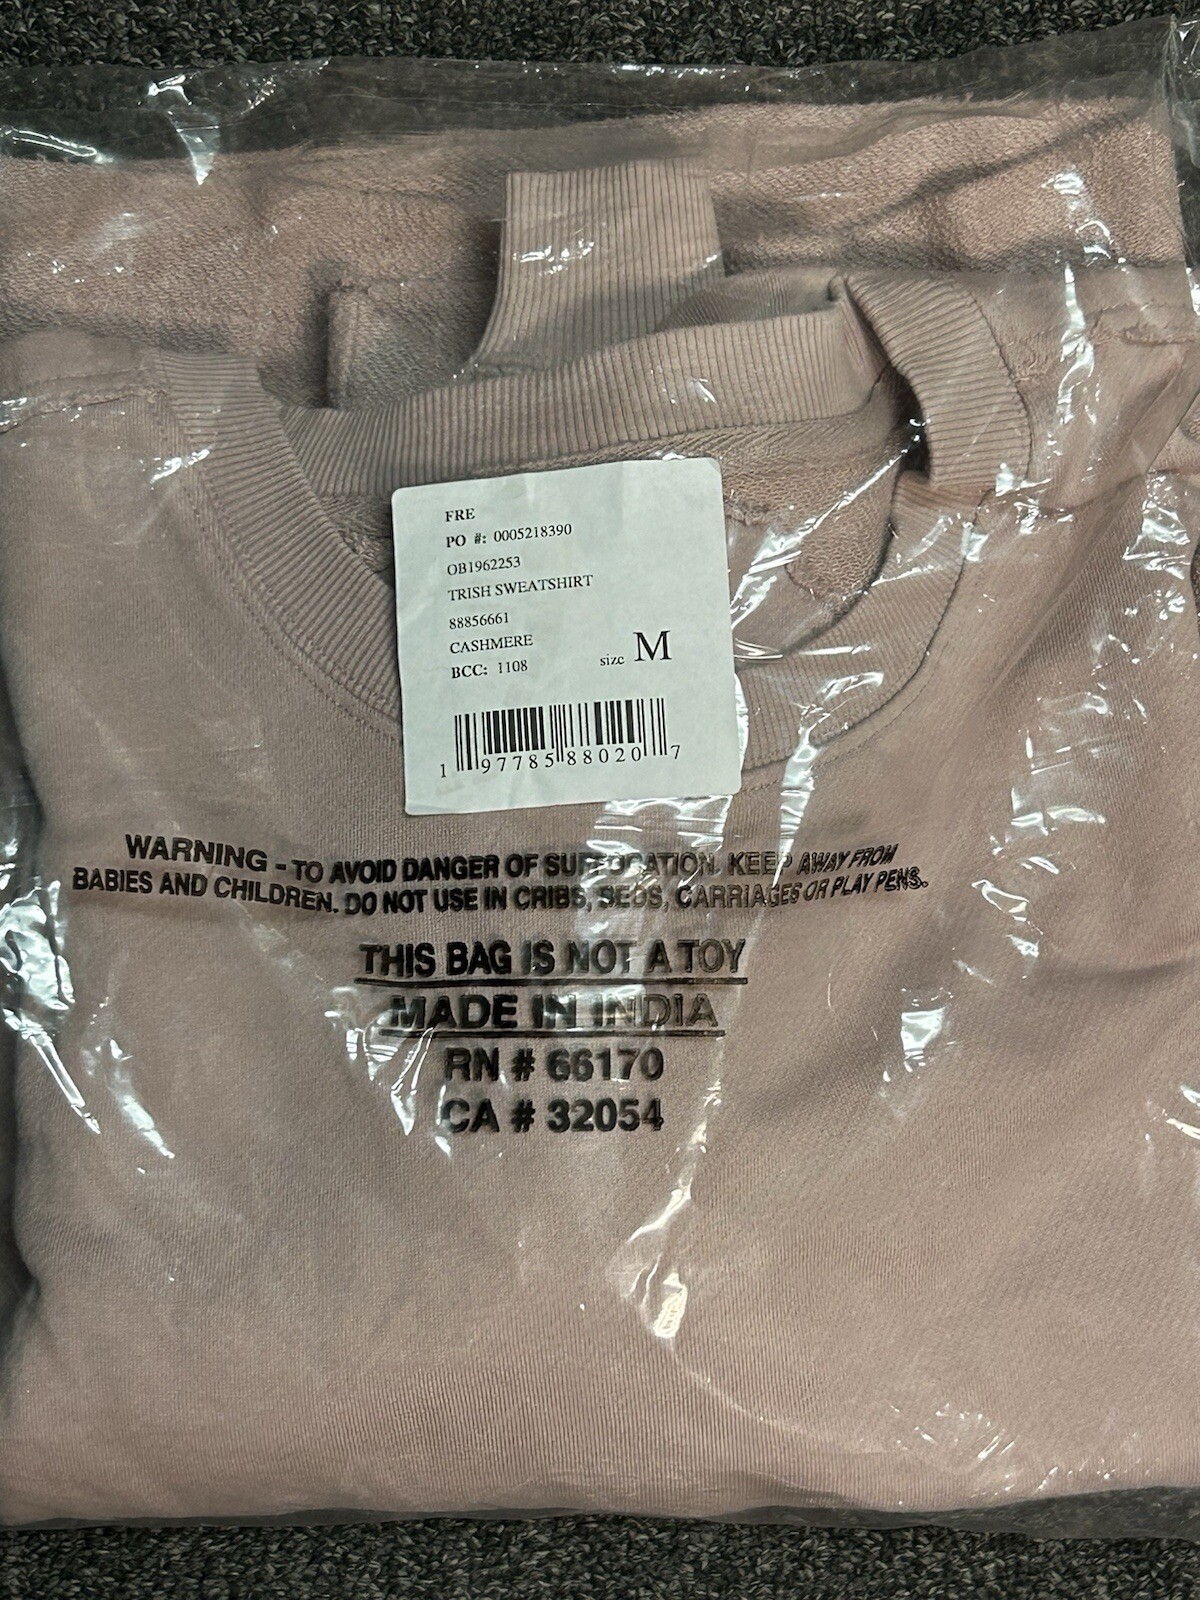 FRE
PO #: 0005218390
OB1962253
TRISH SWEATSHIRT
88856661
CASHMERE
BCC: 1108 size M
1 97785 88020 7
WARNING - TO AVOID DANGER OF SUFFOCATION. KEEP AWAY FROM
BABIES AND CHILDREN. DO NOT USE IN CRIBS, BEDS, CARRIAGES OR PLAY PENS.
THIS BAG IS NOT A TOY
MADE IN INDIA
RN # 66170
CA # 32054